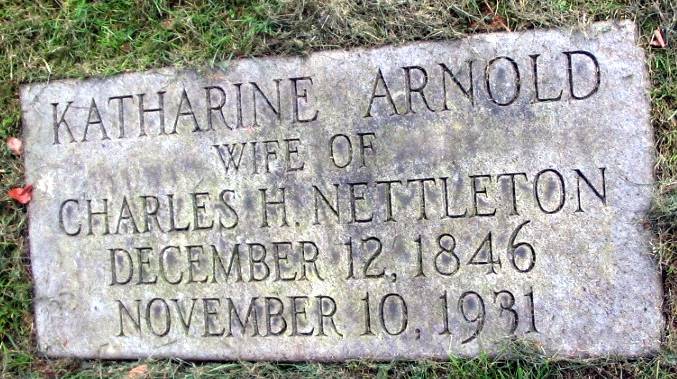 KATHARINE ARNOLD
WIFE OF
CHARLES H. NETTLETON
DECEMBER 12, 1846
NOVEMBER 10, 1931